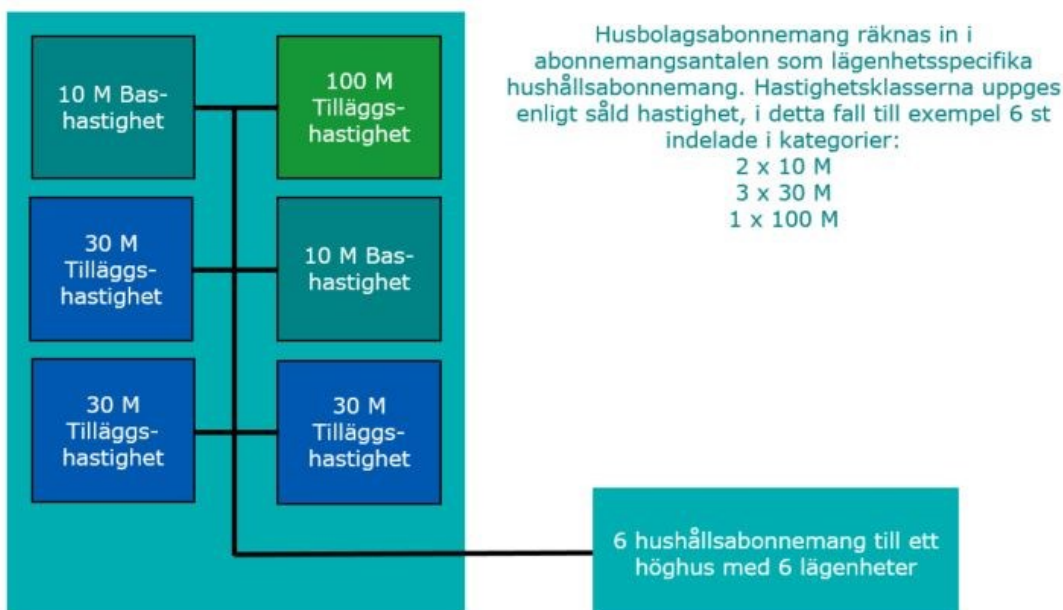 10 M Bas-
hastighet
100 M
Tilläggs-
hastighet
30 M
Tilläggs-
hastighet
10 M Bas-
hastighet
30 M
Tilläggs-
hastighet
30 M
Tilläggs-
hastighet
Husbolagsabonnemang räknas in i
abonnemangsantalen som lägenhetsspecifika
hushållsabonnemang. Hastighetsklasserna uppges
enligt såld hastighet, i detta fall till exempel 6 st
indelade i kategorier:
2 x 10 M
3 x 30 M
1 x 100 M
6 hushållsabonnemang till ett
höghus med 6 lägenheter